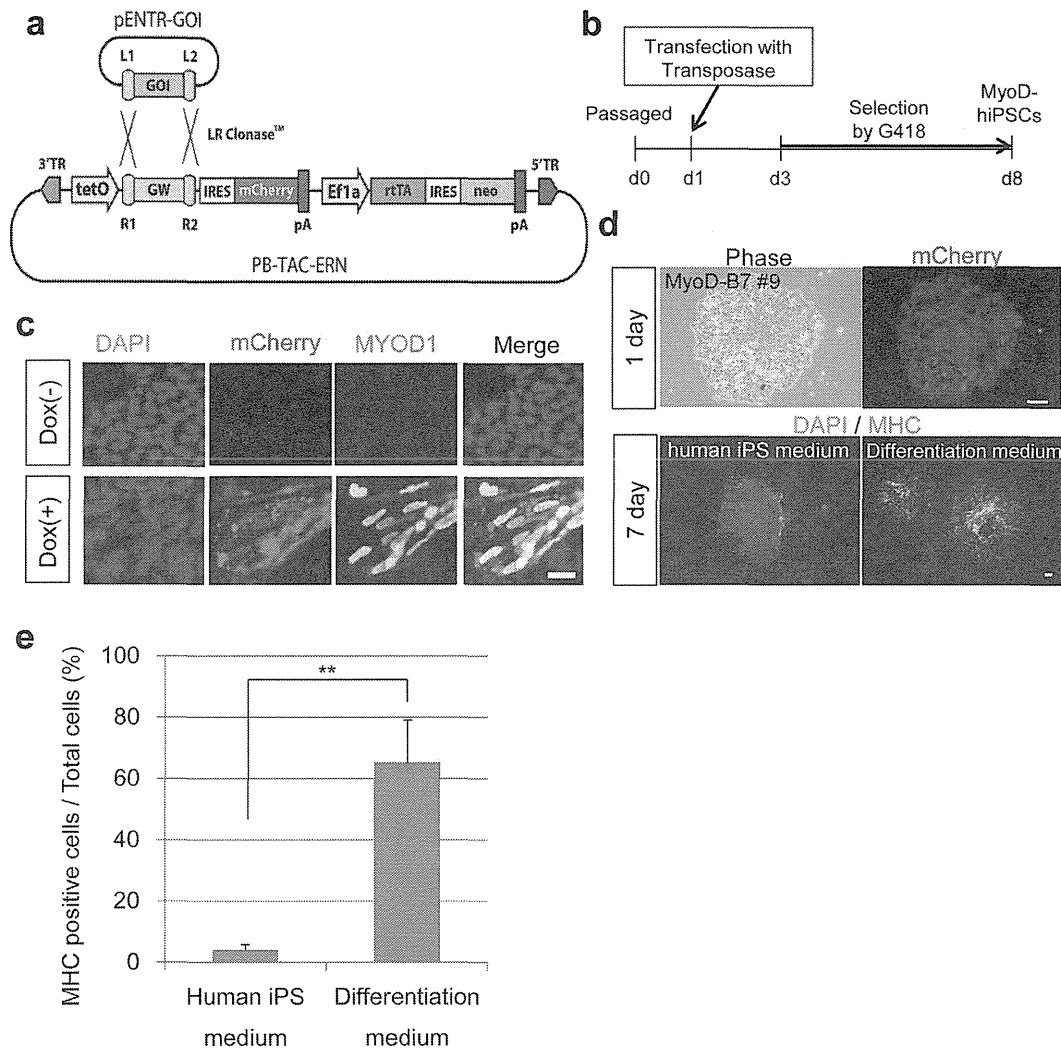 a
pENTR-GOI
L1 L2
GOI
LR Clonase™
3'TR 5'TR
tetO GW IRES mCherry Ef1a rtTA IRES neo
R1 R2 pA pA
PB-TAC-ERN
b
Transfection with
Transposase
Passaged
Selection
by G418
MyoD-
hiPSCs
d0 d1 d3 d8
c
DAPI mCherry MYOD1 Merge
Dox(-)
Dox(+)
d
Phase mCherry
MyoD-B7 #9
1 day
DAPI / MHC
human iPS medium Differentiation medium
7 day
e
MHC positive cells / Total cells (%)
100
80
60
40
20
0
**
Human iPS
medium
Differentiation
medium